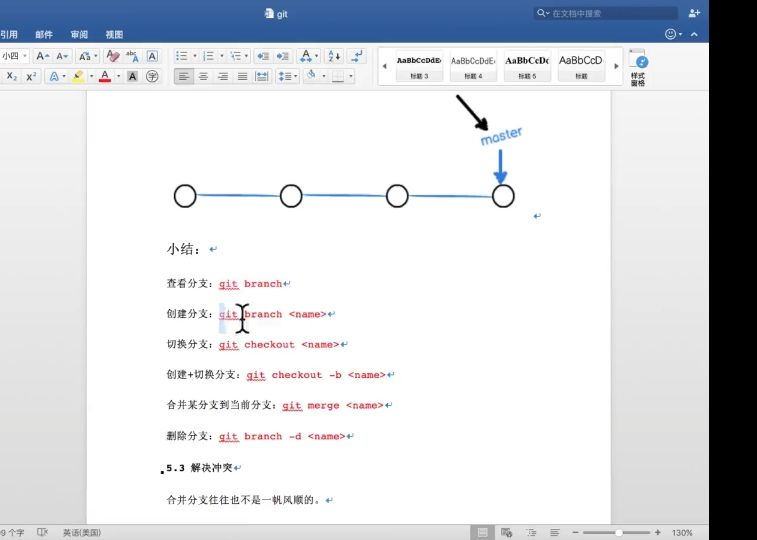 git
在文档中搜索
引用 邮件 审阅 视图
小四
AaBbCcDdE AaBbCcDdE AaBbCcDc AaBbCcD
标题 3 标题 4 标题 5 标题
样式
窗格
master
小结：
查看分支：git branch
创建分支：git branch <name>
切换分支：git checkout <name>
创建+切换分支：git checkout -b <name>
合并某分支到当前分支：git merge <name>
删除分支：git branch -d <name>
5.3 解决冲突
合并分支往往也不是一帆风顺的。
9 个字 英语(美国) 130%